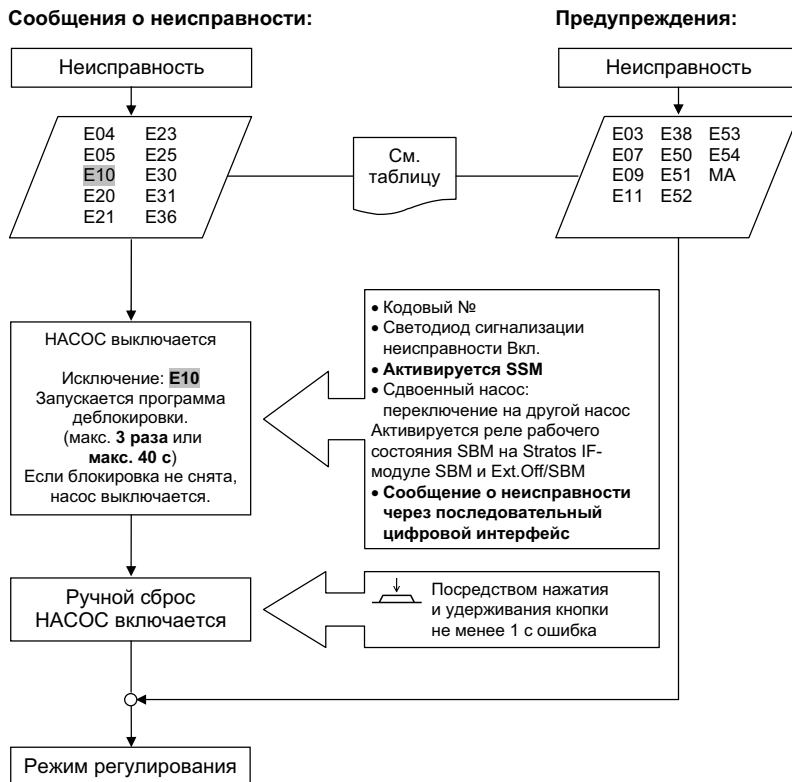 Сообщения о неисправности:
Предупреждения:
Неисправность
Неисправность
E04 E23
E05 E25
E10 E30
E20 E31
E21 E36
См.
таблицу
E03 E38 E53
E07 E50 E54
E09 E51 MA
E11 E52
НАСОС выключается
Исключение: E10
Запускается программа
деблокировки.
(макс. 3 раза или
макс. 40 с)
Если блокировка не снята,
насос выключается.
• Кодовый №
• Светодиод сигнализации
неисправности Вкл.
• Активируется SSM
• Сдвоенный насос:
переключение на другой насос
Активируется реле рабочего
состояния SBM на Stratos IF-
модуле SBM и Ext.Off/SBM
• Сообщение о неисправности
через последовательный
цифровой интерфейс
Ручной сброс
НАСОС включается
Посредством нажатия
и удерживания кнопки
не менее 1 с ошибка
Режим регулирования